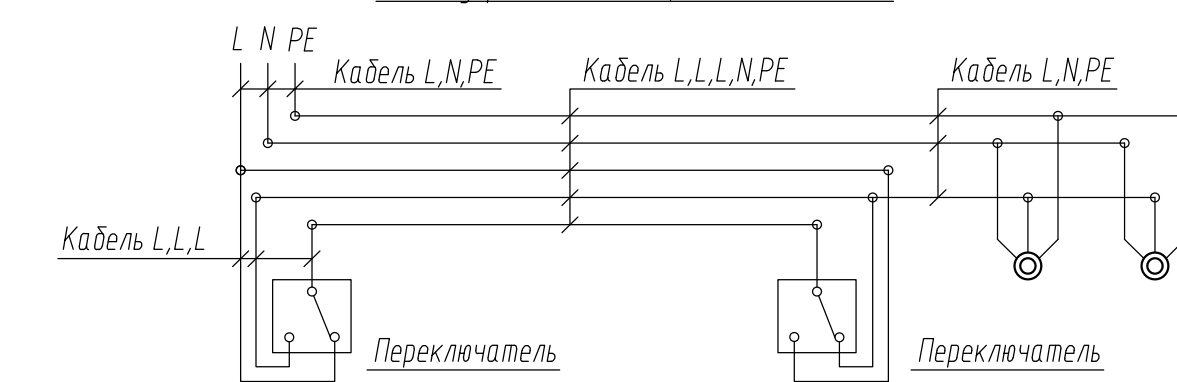 L N PE
Кабель L,N,PE
Кабель L,L,L,N,PE
Кабель L,N,PE
Кабель L,L,L
Переключатель
Переключатель